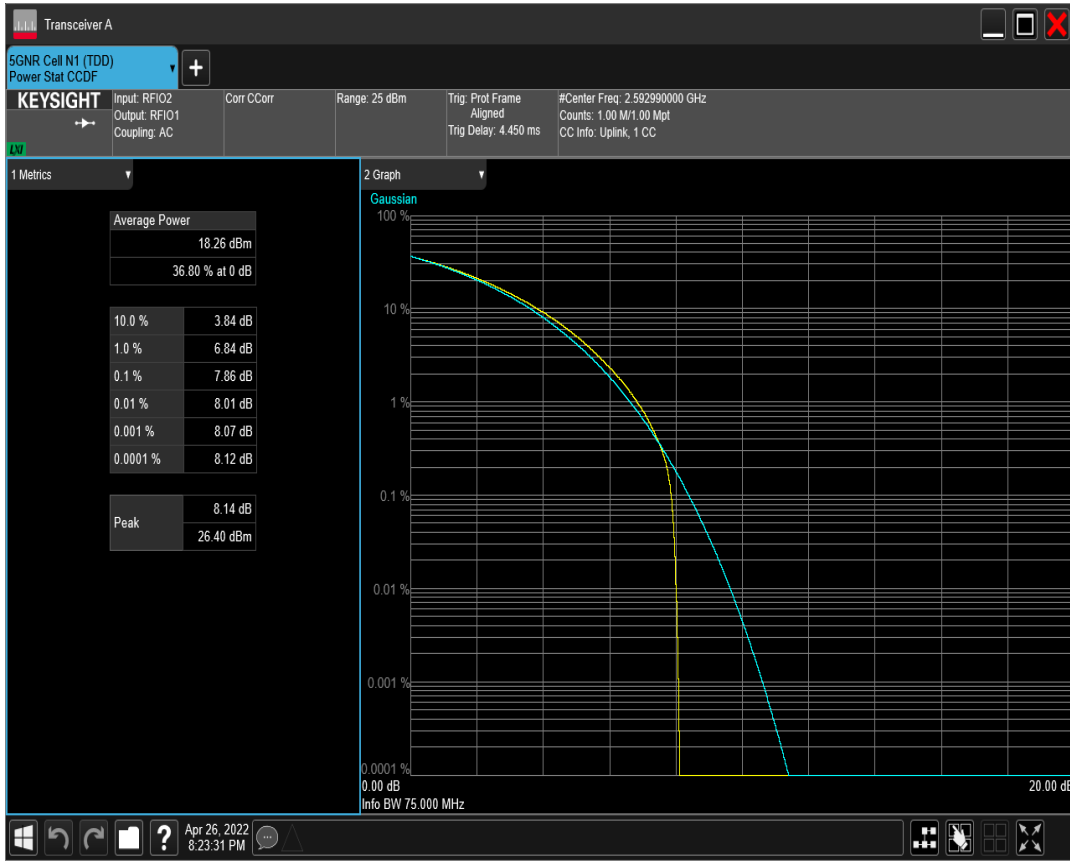 Transceiver A
5GNR Cell N1 (TDD)
Power Stat CCDF
KEYSIGHT
LXI
Input: RFIO2
Output: RFIO1
Coupling: AC
Corr CCorr
Range: 25 dBm
Trig: Prot Frame
Aligned
Trig Delay: 4.450 ms
#Center Freq: 2.592990000 GHz
Counts: 1.00 M/1.00 Mpt
CC Info: Uplink, 1 CC
1 Metrics
Average Power
18.26 dBm
36.80 % at 0 dB
10.0 % 3.84 dB
1.0 % 6.84 dB
0.1 % 7.86 dB
0.01 % 8.01 dB
0.001 % 8.07 dB
0.0001 % 8.12 dB
Peak
8.14 dB
26.40 dBm
2 Graph
Gaussian
100 %
10 %
1 %
0.1 %
0.01 %
0.001 %
0.0001 %
0.00 dB 20.00 dB
Info BW 75.000 MHz
?
Apr 26, 2022
8:23:31 PM